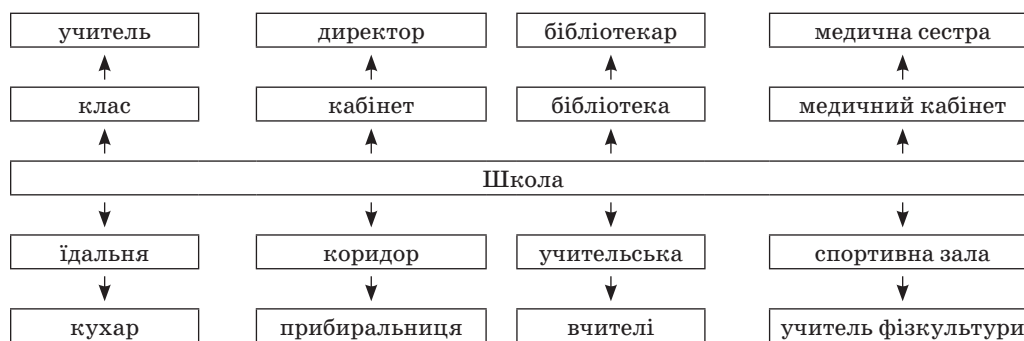 учитель директор бібліотекар медична сестра
клас кабінет бібліотека медичний кабінет
Школа
їдальня коридор учительська спортивна зала
кухар прибиральниця вчителі учитель фізкультури